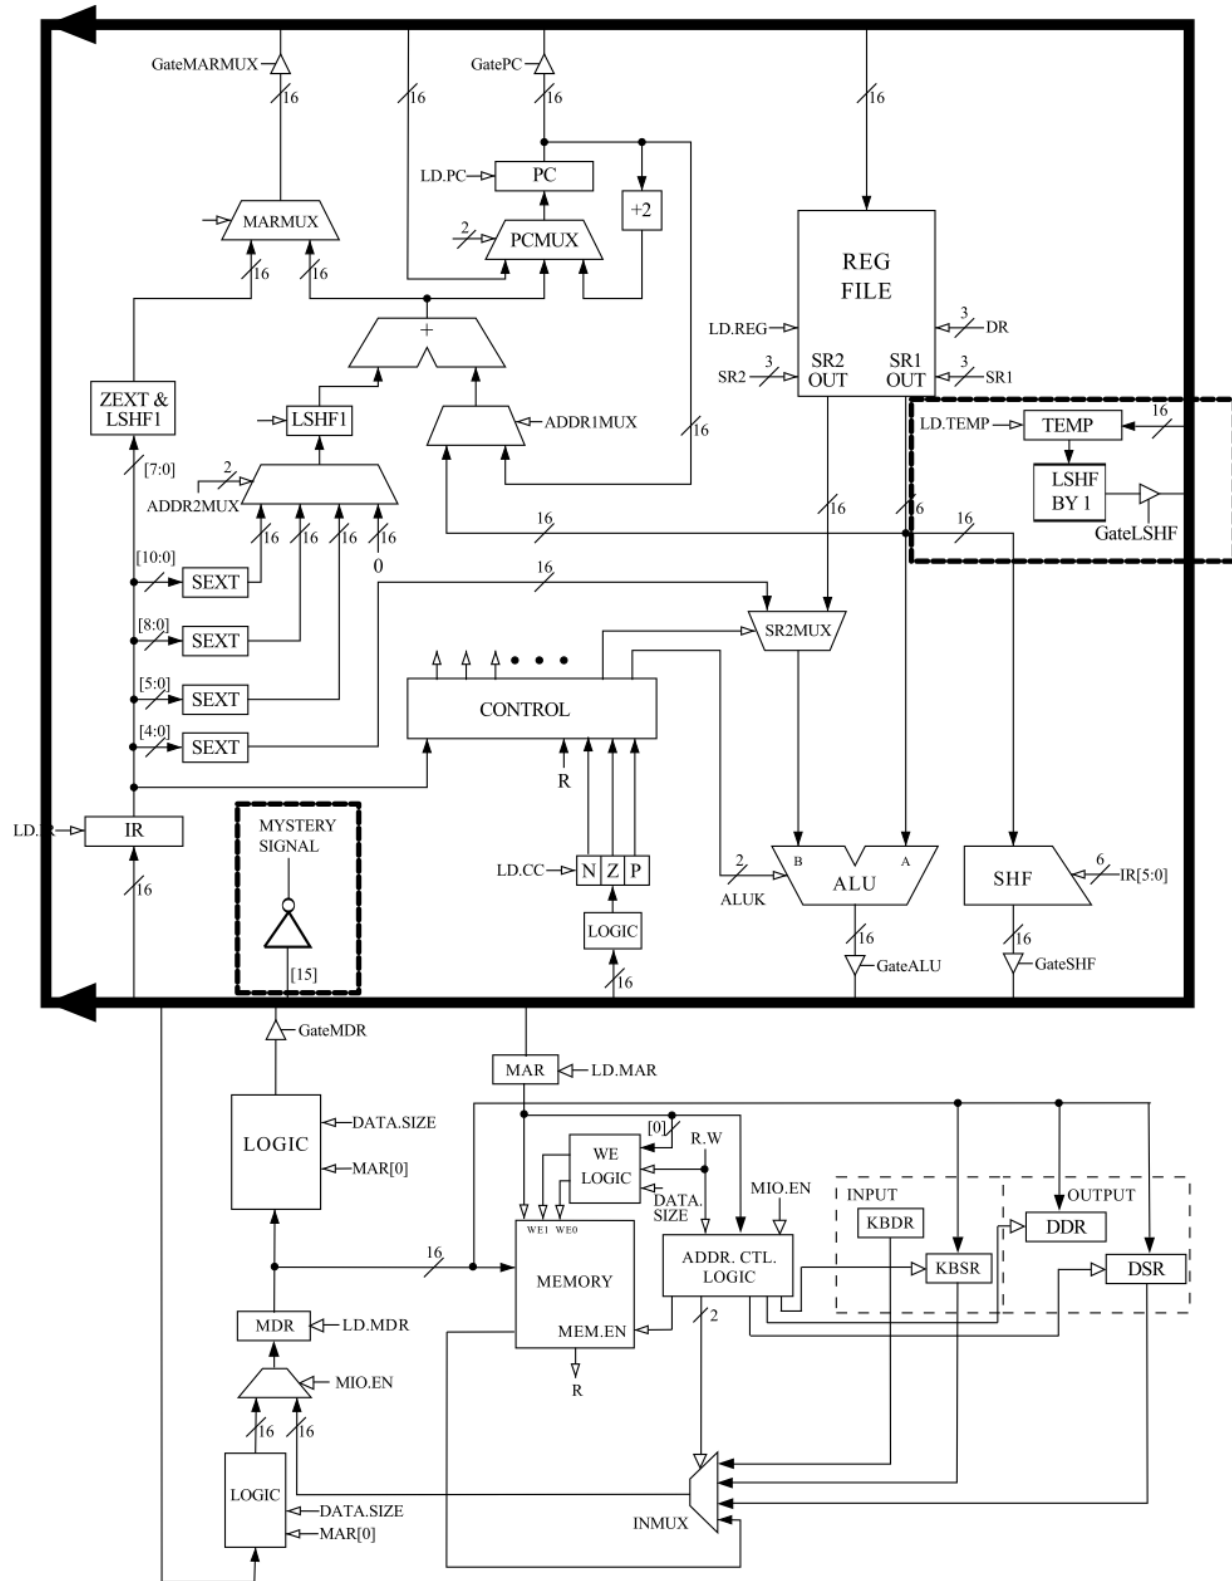 GateMARMUX
GatePC
16
16
16
16
LD.PC
PC
+2
MARMUX
2
PCMUX
REG
FILE
16
16
+
LD.REG
3
DR
SR2
3
SR2
OUT
SR1
OUT
3
SR1
ZEXT &
LSHF1
LSHF1
ADDR1MUX
16
LD.TEMP
TEMP
16
[7:0]
2
ADDR2MUX
LSHF
BY 1
GateLSHF
16
16
16
16
16
16
16
16
0
[10:0]
SEXT
16
[8:0]
SEXT
SR2MUX
[5:0]
SEXT
CONTROL
[4:0]
SEXT
R
MYSTERY
SIGNAL
IR
16
LD.CC
N
Z
P
2
ALUK
B
A
ALU
SHF
6
IR[5:0]
LOGIC
[15]
16
16
GateALU
16
GateSHF
GateMDR
MAR
LD.MAR
LOGIC
DATA.SIZE
MAR[0]
[0]
R.W
WE
LOGIC
DATA.
SIZE
MIO.EN
INPUT
OUTPUT
KBDR
DDR
WE1 WE0
16
MEMORY
ADDR. CTL.
LOGIC
KBSR
DSR
MDR
LD.MDR
MEM.EN
2
R
MIO.EN
16
16
LOGIC
DATA.SIZE
MAR[0]
INMUX